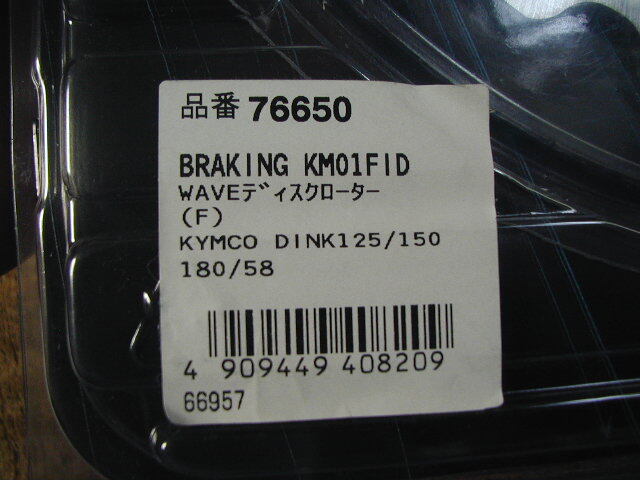 品番 76650
BRAKING KM01FID
WAVEﾃﾞｨｽｸﾛｰﾀｰ
(F)
KYMCO DINK125/150
180/58
4 909449 408209
66957